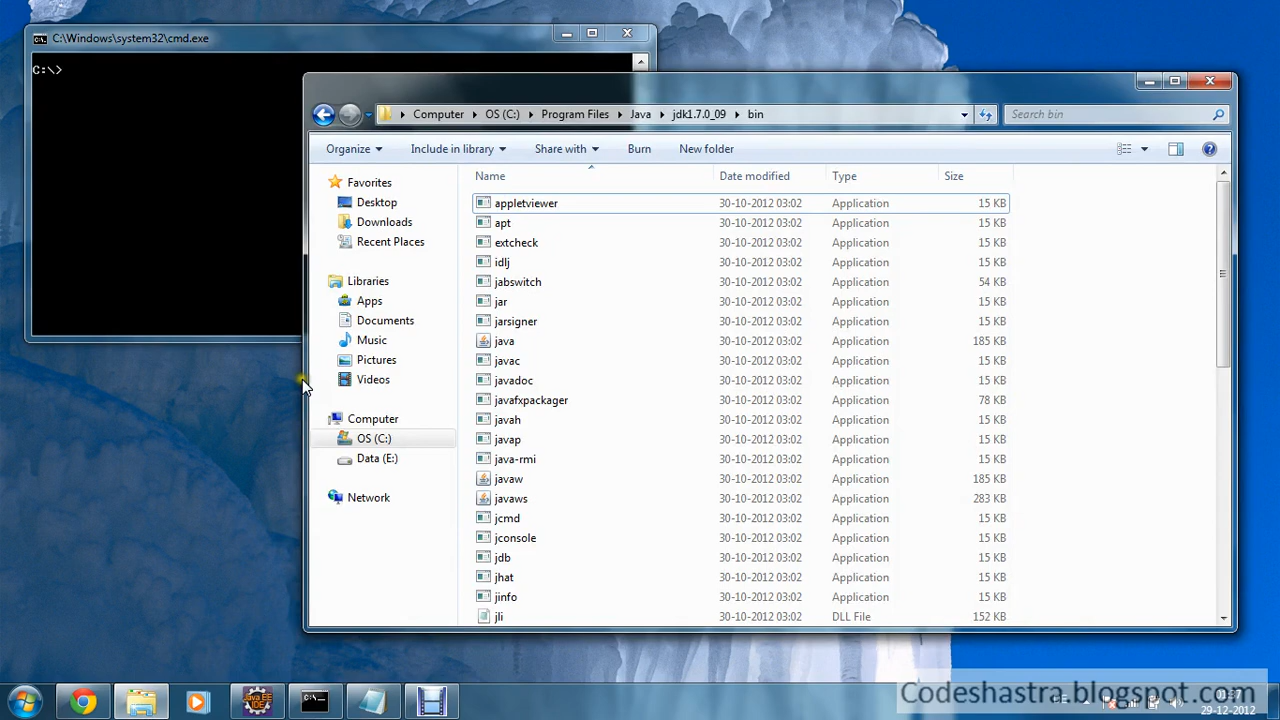 C:\Windows\system32\cmd.exe
C:\>
Computer OS (C:) Program Files Java jdk1.7.0_09 bin
Search bin
Organize Include in library Share with Burn New folder
Favorites
Desktop
Downloads
Recent Places
Libraries
Apps
Documents
Music
Pictures
Videos
Computer
OS (C:)
Data (E:)
Network
Name Date modified Type Size
appletviewer 30-10-2012 03:02 Application 15 KB
apt 30-10-2012 03:02 Application 15 KB
extcheck 30-10-2012 03:02 Application 15 KB
idlj 30-10-2012 03:02 Application 15 KB
jabswitch 30-10-2012 03:02 Application 54 KB
jar 30-10-2012 03:02 Application 15 KB
jarsigner 30-10-2012 03:02 Application 15 KB
java 30-10-2012 03:02 Application 185 KB
javac 30-10-2012 03:02 Application 15 KB
javadoc 30-10-2012 03:02 Application 15 KB
javafxpackager 30-10-2012 03:02 Application 78 KB
javah 30-10-2012 03:02 Application 15 KB
javap 30-10-2012 03:02 Application 15 KB
java-rmi 30-10-2012 03:02 Application 15 KB
javaw 30-10-2012 03:02 Application 185 KB
javaws 30-10-2012 03:02 Application 283 KB
jcmd 30-10-2012 03:02 Application 15 KB
jconsole 30-10-2012 03:02 Application 15 KB
jdb 30-10-2012 03:02 Application 15 KB
jhat 30-10-2012 03:02 Application 15 KB
jinfo 30-10-2012 03:02 Application 15 KB
jli 30-10-2012 03:02 DLL File 152 KB
Java EE
IDE
C:\.
Codeshastra.blogspot.com
29-12-2012